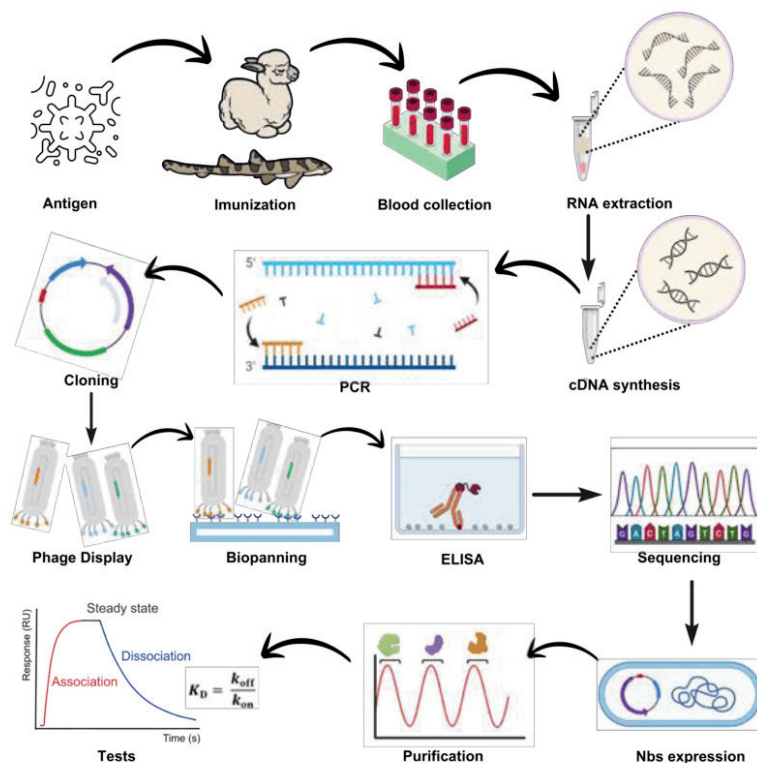 Antigen
Imunization
Blood collection
RNA extraction
5'
3'
Cloning
PCR
cDNA synthesis
Phage Display
Biopanning
ELISA
G A C T A G T C T G
Sequencing
Response (RU)
Steady state
Association
Dissociation
K_D = k_off / k_on
Time (s)
Tests
Purification
Nbs expression